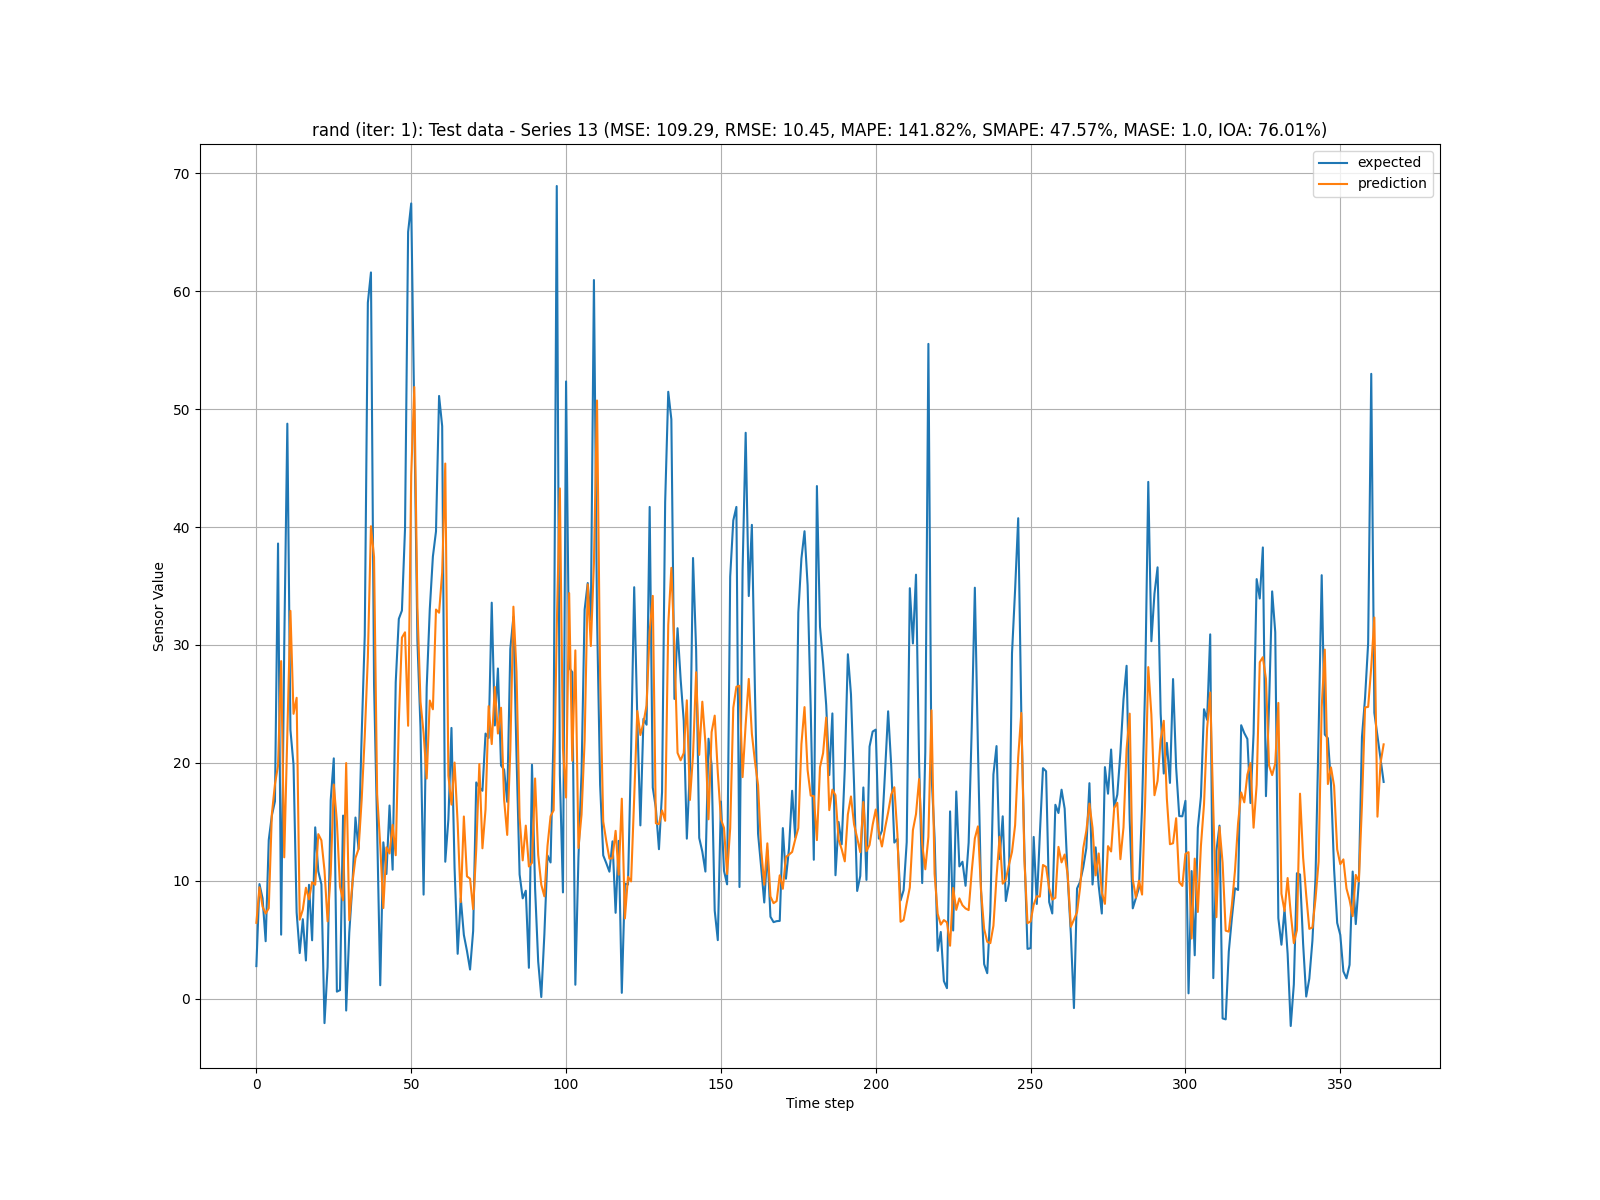 rand (iter: 1): Test data - Series 13 (MSE: 109.29, RMSE: 10.45, MAPE: 141.82%, SMAPE: 47.57%, MASE: 1.0, IOA: 76.01%)
expected
prediction
70
60
50
40
30
20
10
0
Sensor Value
0 50 100 150 200 250 300 350
Time step